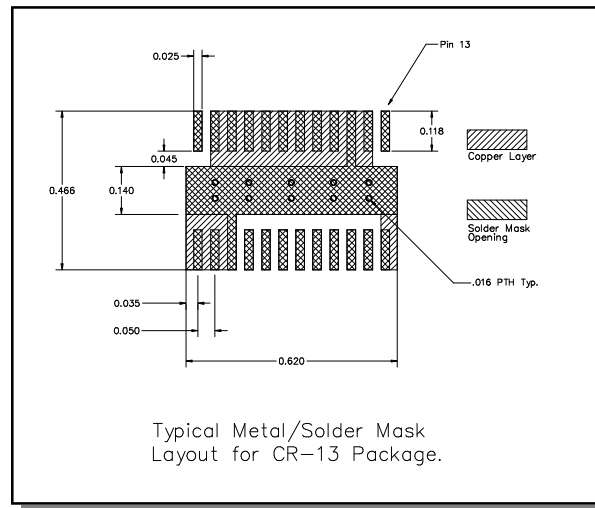 0.025
Pin 13
0.118
0.045
0.466
0.140
Copper Layer
Solder Mask
Opening
.016 PTH Typ.
0.035
0.050
0.620
Typical Metal/Solder Mask
Layout for CR-13 Package.